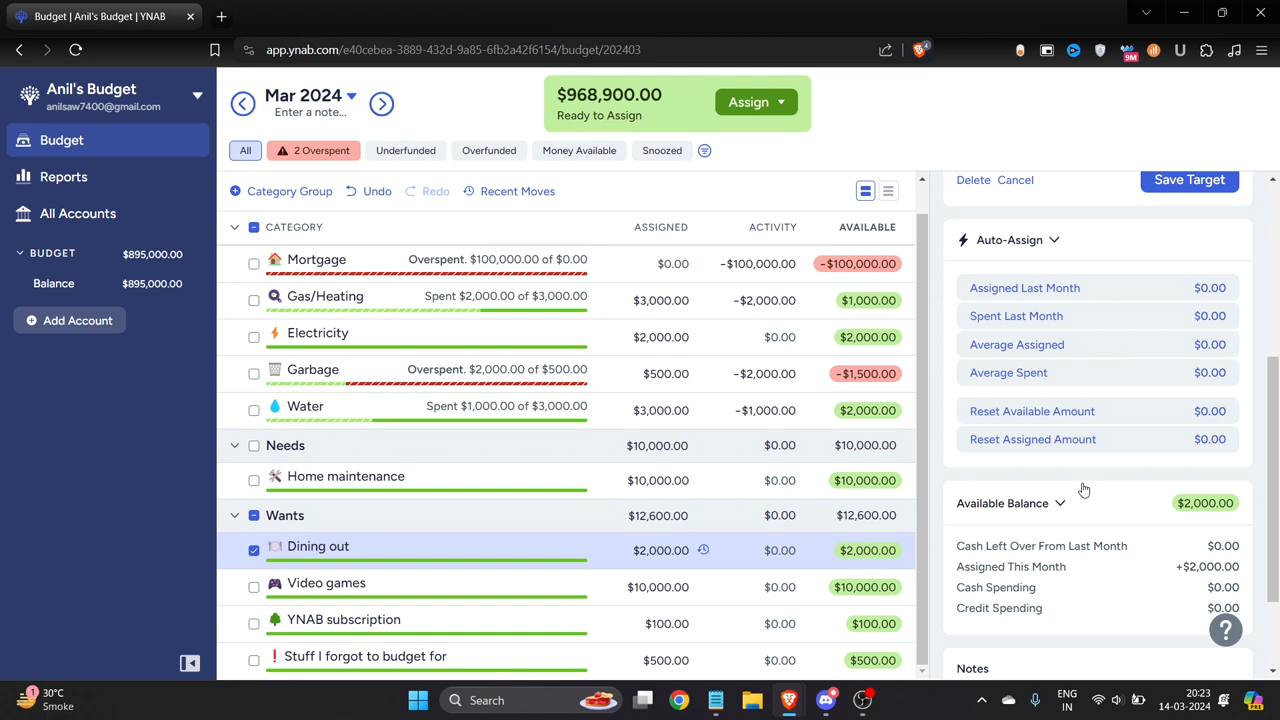 Budget | Anil's Budget | YNAB
app.ynab.com/e40cebea-3889-432d-9a85-6fb2a42f6154/budget/202403
4
9M
Anil's Budget
anilsaw7400@gmail.com
Budget
Reports
All Accounts
BUDGET $895,000.00
Balance $895,000.00
Add Account
Mar 2024
Enter a note...
$968,900.00
Ready to Assign
Assign
All
2 Overspent
Underfunded
Overfunded
Money Available
Snoozed
Category Group
Undo
Redo
Recent Moves
CATEGORY ASSIGNED ACTIVITY AVAILABLE
Mortgage Overspent. $100,000.00 of $0.00 $0.00 -$100,000.00 -$100,000.00
Gas/Heating Spent $2,000.00 of $3,000.00 $3,000.00 -$2,000.00 $1,000.00
Electricity $2,000.00 $0.00 $2,000.00
Garbage Overspent. $2,000.00 of $500.00 $500.00 -$2,000.00 -$1,500.00
Water Spent $1,000.00 of $3,000.00 $3,000.00 -$1,000.00 $2,000.00
Needs $10,000.00 $0.00 $10,000.00
Home maintenance $10,000.00 $0.00 $10,000.00
Wants $12,600.00 $0.00 $12,600.00
Dining out $2,000.00 $0.00 $2,000.00
Video games $10,000.00 $0.00 $10,000.00
YNAB subscription $100.00 $0.00 $100.00
Stuff I forgot to budget for $500.00 $0.00 $500.00
Delete Cancel Save Target
Auto-Assign
Assigned Last Month $0.00
Spent Last Month $0.00
Average Assigned $0.00
Average Spent $0.00
Reset Available Amount $0.00
Reset Assigned Amount $0.00
Available Balance $2,000.00
Cash Left Over From Last Month $0.00
Assigned This Month +$2,000.00
Cash Spending $0.00
Credit Spending $0.00
?
Notes
1
30°C
Smoke
Search
ENG
IN
20:23
14-03-2024